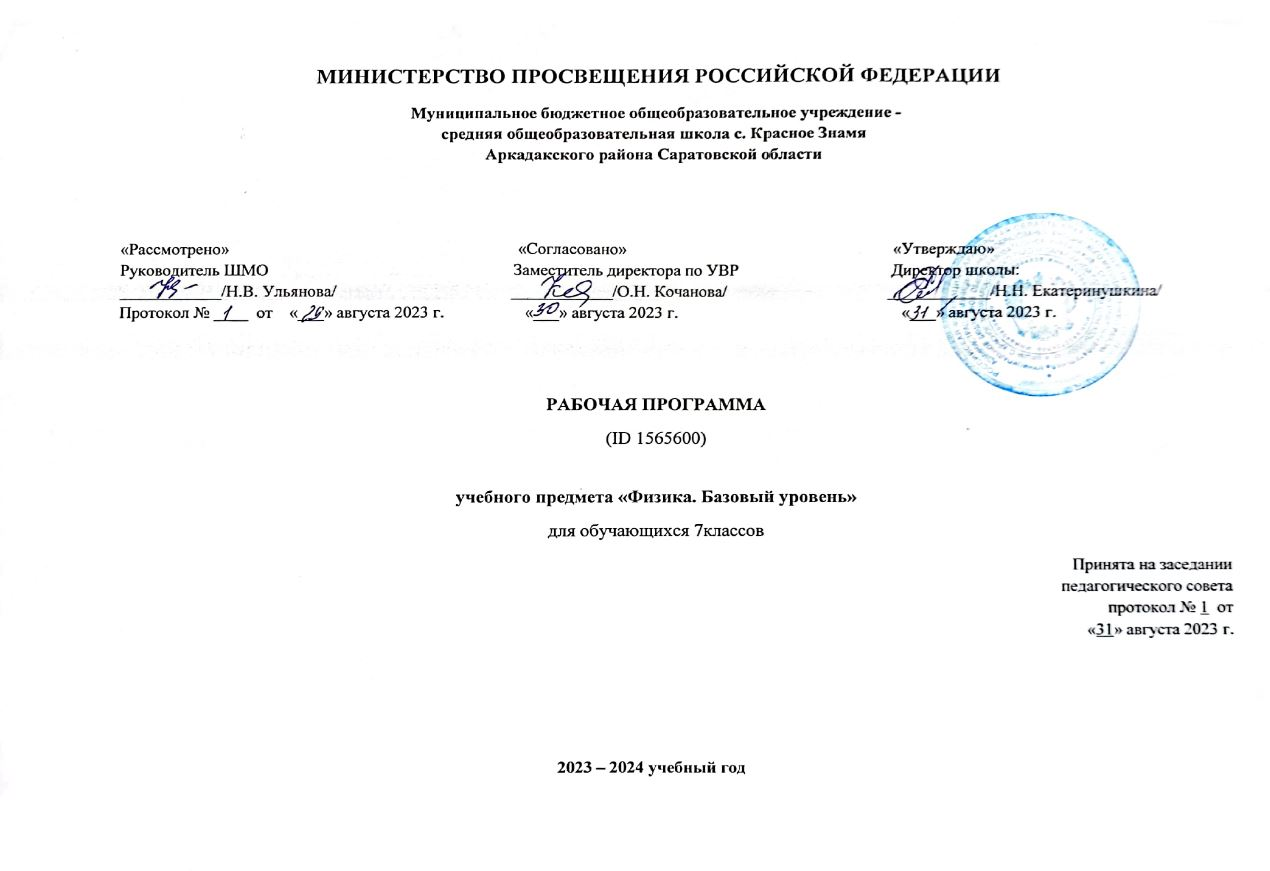 МИНИСТЕРСТВО ПРОСВЕЩЕНИЯ РОССИЙСКОЙ ФЕДЕРАЦИИ
Муниципальное бюджетное общеобразовательное учреждение -
средняя общеобразовательная школа с. Красное Знамя
Аркадакского района Саратовской области
«Рассмотрено»
Руководитель ШМО
/Н.В. Ульянова/
Протокол № 1 от « » августа 2023 г.
«Согласовано»
Заместитель директора по УВР
/О.Н. Кочанова/
«30» августа 2023 г.
«Утверждаю»
Директор школы:
/Н.Н. Екатеринушкина/
«31» августа 2023 г.
РАБОЧАЯ ПРОГРАММА
(ID 1565600)
учебного предмета «Физика. Базовый уровень»
для обучающихся 7классов
Принята на заседании
педагогического совета
протокол № 1 от
«31» августа 2023 г.
2023 – 2024 учебный год